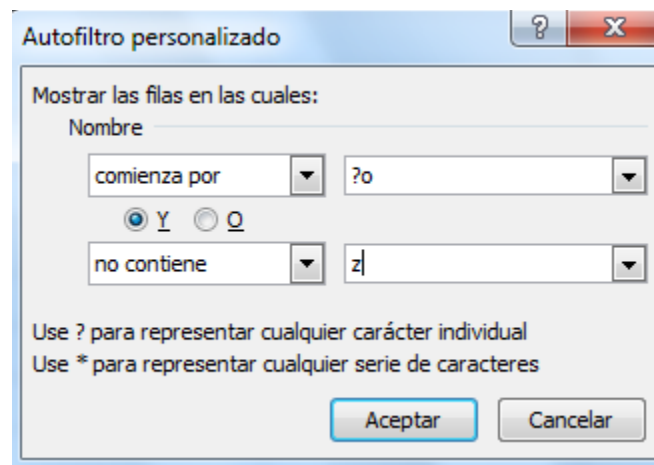 Autofiltro personalizado
?
X
Mostrar las filas en las cuales:
Nombre
comienza por ?o
Y O
no contiene z
Use ? para representar cualquier carácter individual
Use * para representar cualquier serie de caracteres
Aceptar Cancelar